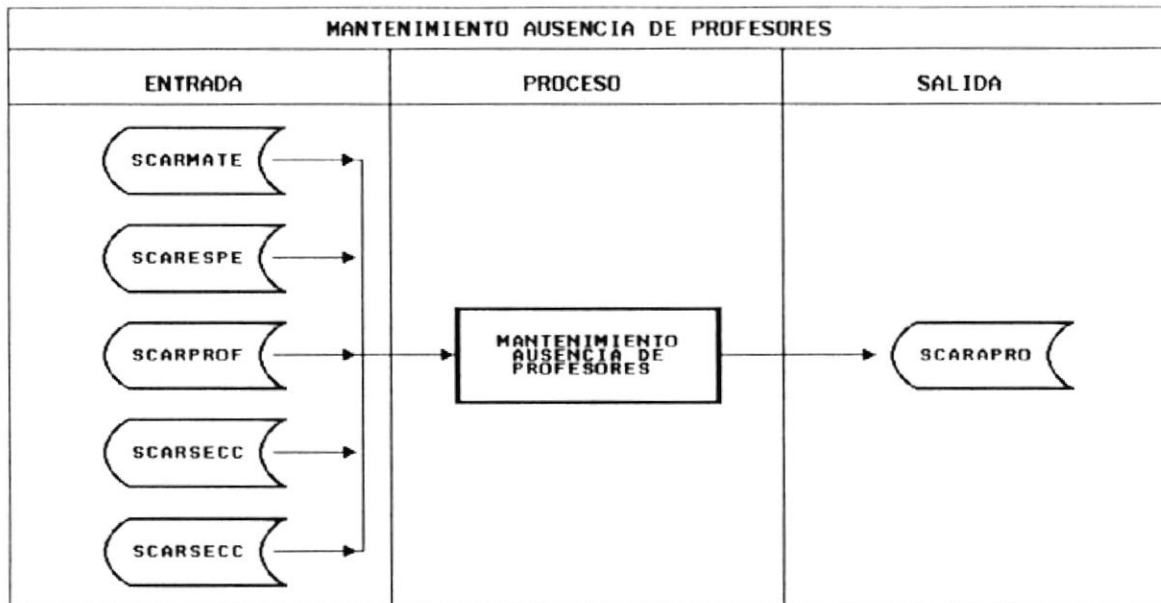 MANTENIMIENTO AUSENCIA DE PROFESORES
ENTRADA
PROCESO
SALIDA
SCARMATE
SCARESPE
SCARPROF
SCARSECC
SCARSECC
MANTENIMIENTO
AUSENCIA DE
PROFESORES
SCARAPRO